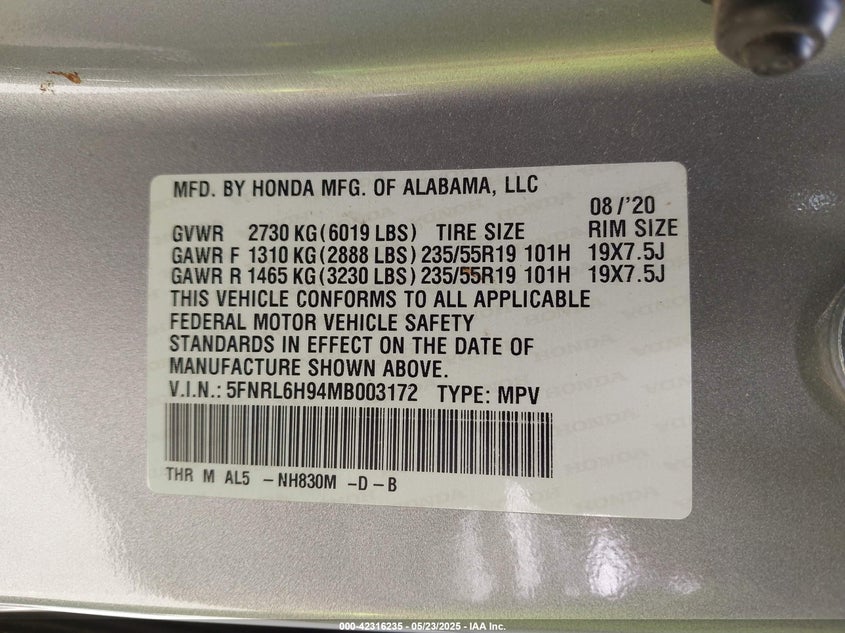 MFD. BY HONDA MFG. OF ALABAMA, LLC
08/'20
GVWR 2730 KG(6019 LBS) TIRE SIZE RIM SIZE
GAWR F 1310 KG(2888 LBS) 235/55R19 101H 19X7.5J
GAWR R 1465 KG(3230 LBS) 235/55R19 101H 19X7.5J
THIS VEHICLE CONFORMS TO ALL APPLICABLE
FEDERAL MOTOR VEHICLE SAFETY
STANDARDS IN EFFECT ON THE DATE OF
MANUFACTURE SHOWN ABOVE.
V.I.N.: 5FNRL6H94MB003172 TYPE: MPV
THR M AL5 -NH830M -D-B
000-42316235 - 05/23/2025 - IAA Inc.